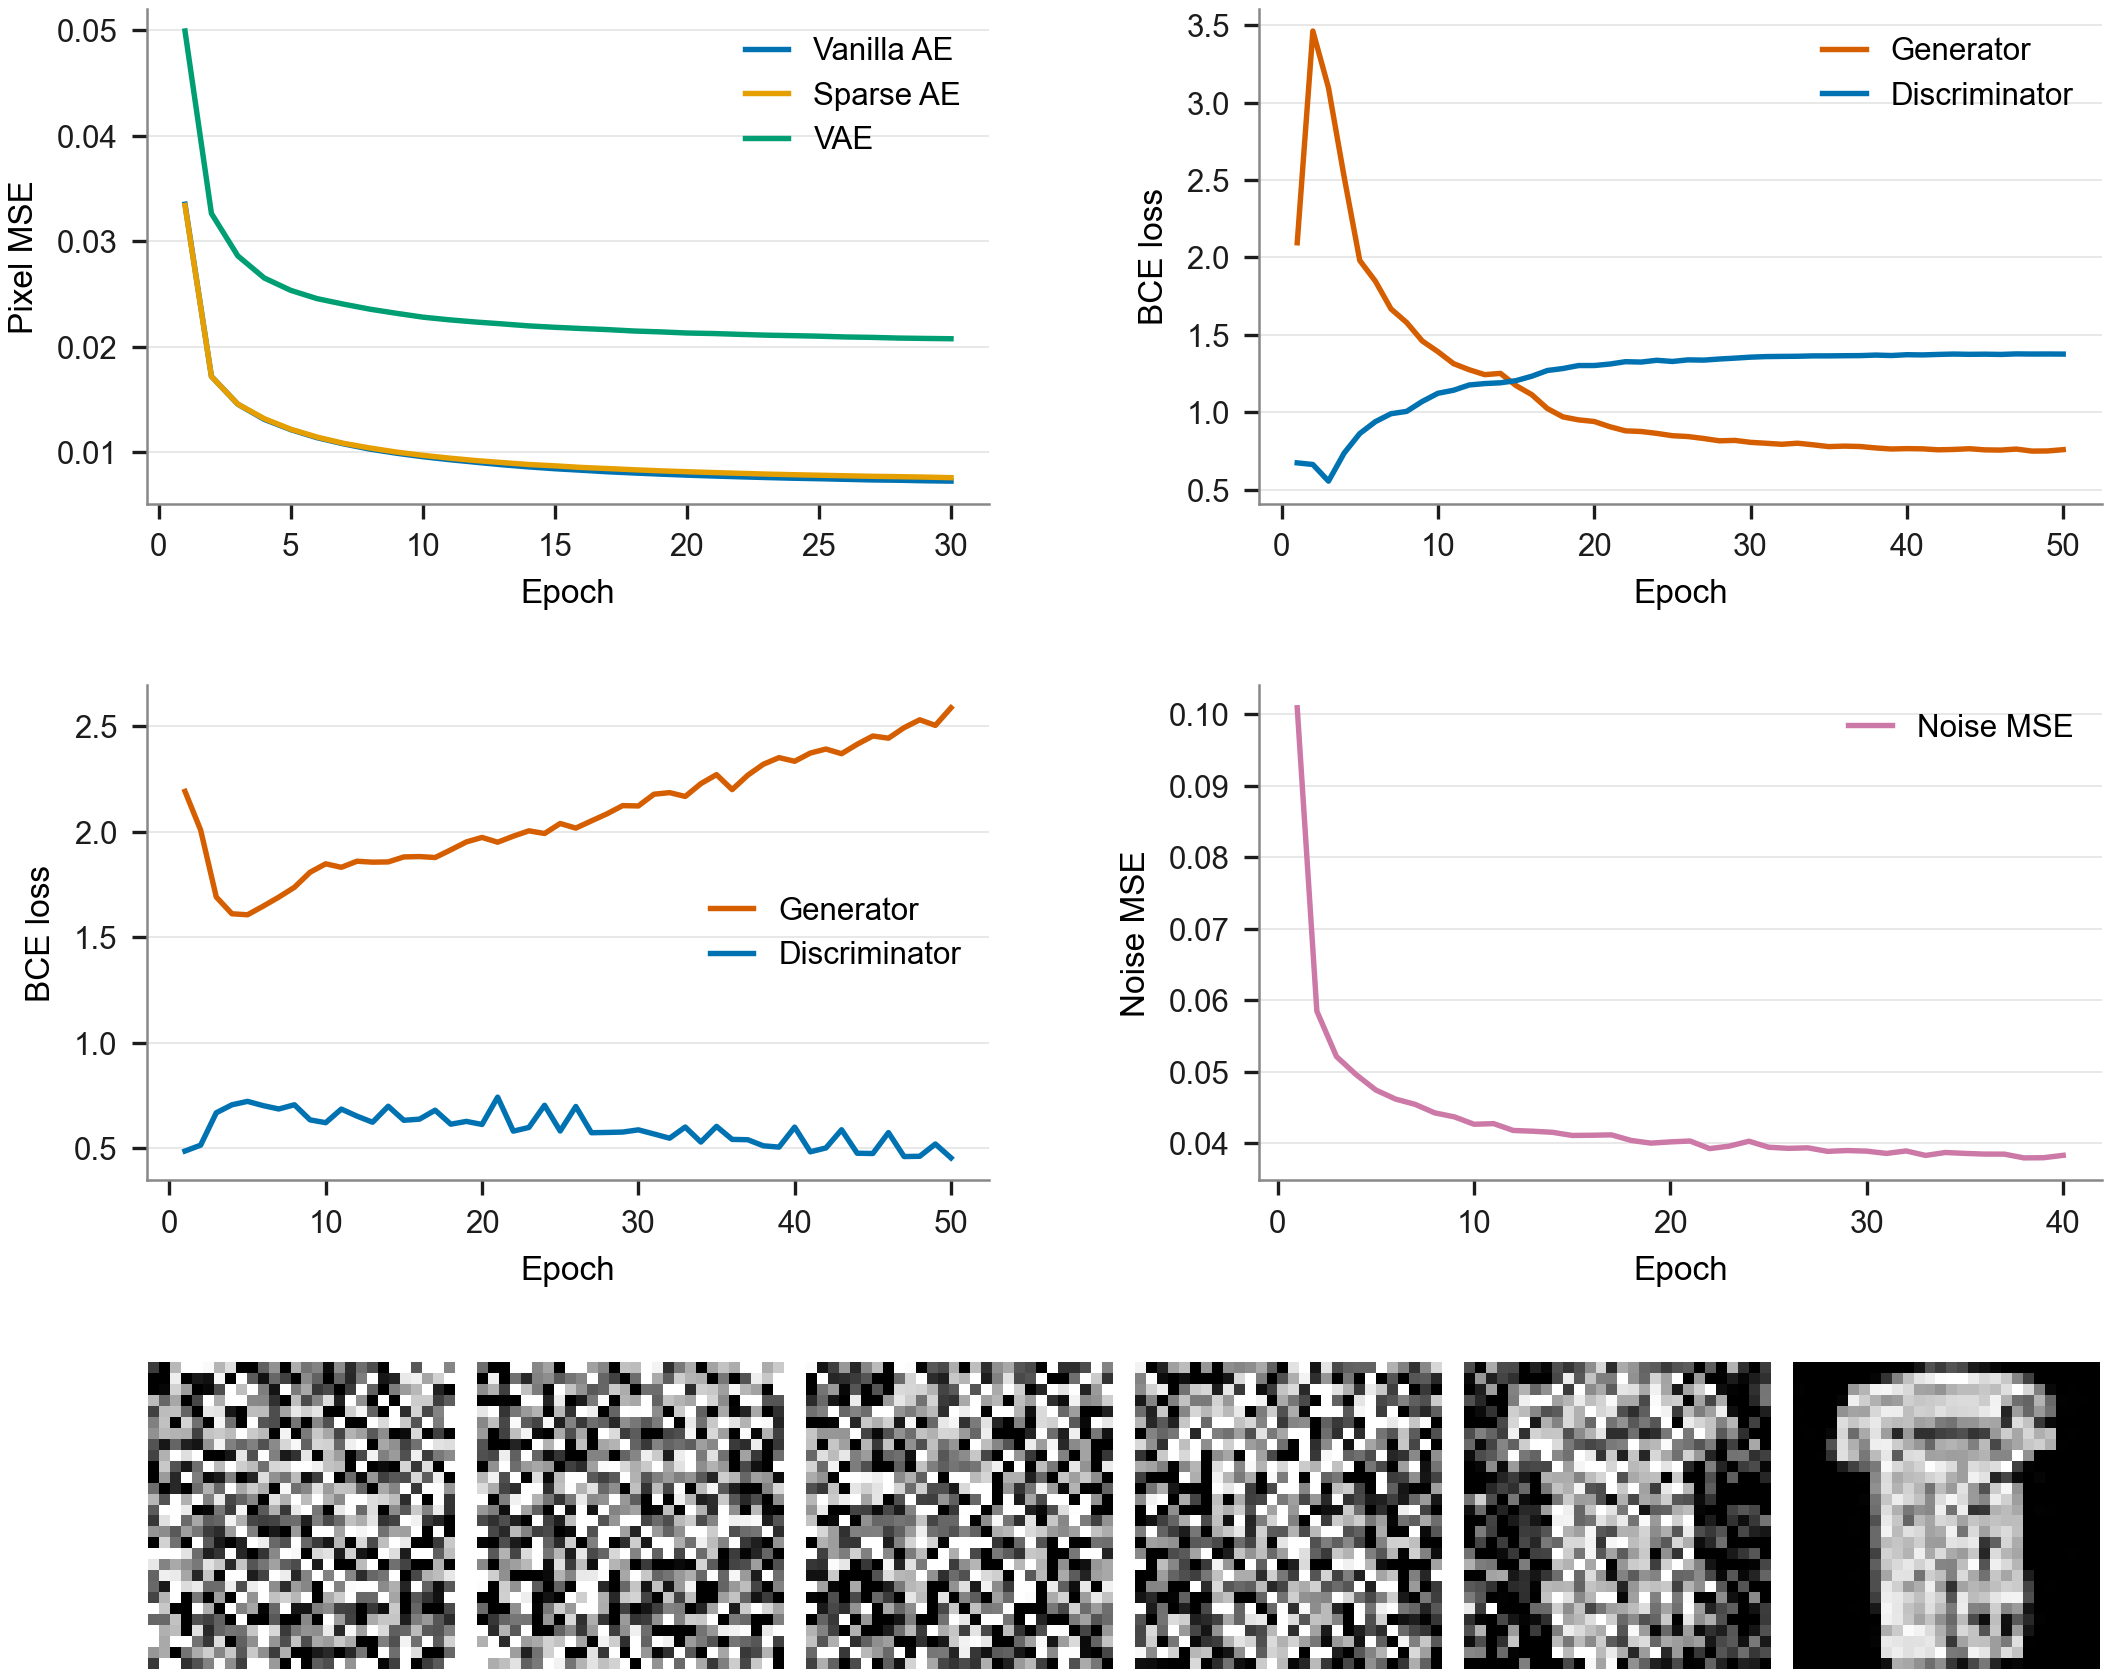 0.05
0.04
0.03
0.02
0.01
Pixel MSE
Vanilla AE
Sparse AE
VAE
0 5 10 15 20 25 30
Epoch
3.5
3.0
2.5
2.0
1.5
1.0
0.5
BCE loss
Generator
Discriminator
0 10 20 30 40 50
Epoch
2.5
2.0
1.5
1.0
0.5
BCE loss
Generator
Discriminator
0 10 20 30 40 50
Epoch
0.10
0.09
0.08
0.07
0.06
0.05
0.04
Noise MSE
Noise MSE
0 10 20 30 40
Epoch